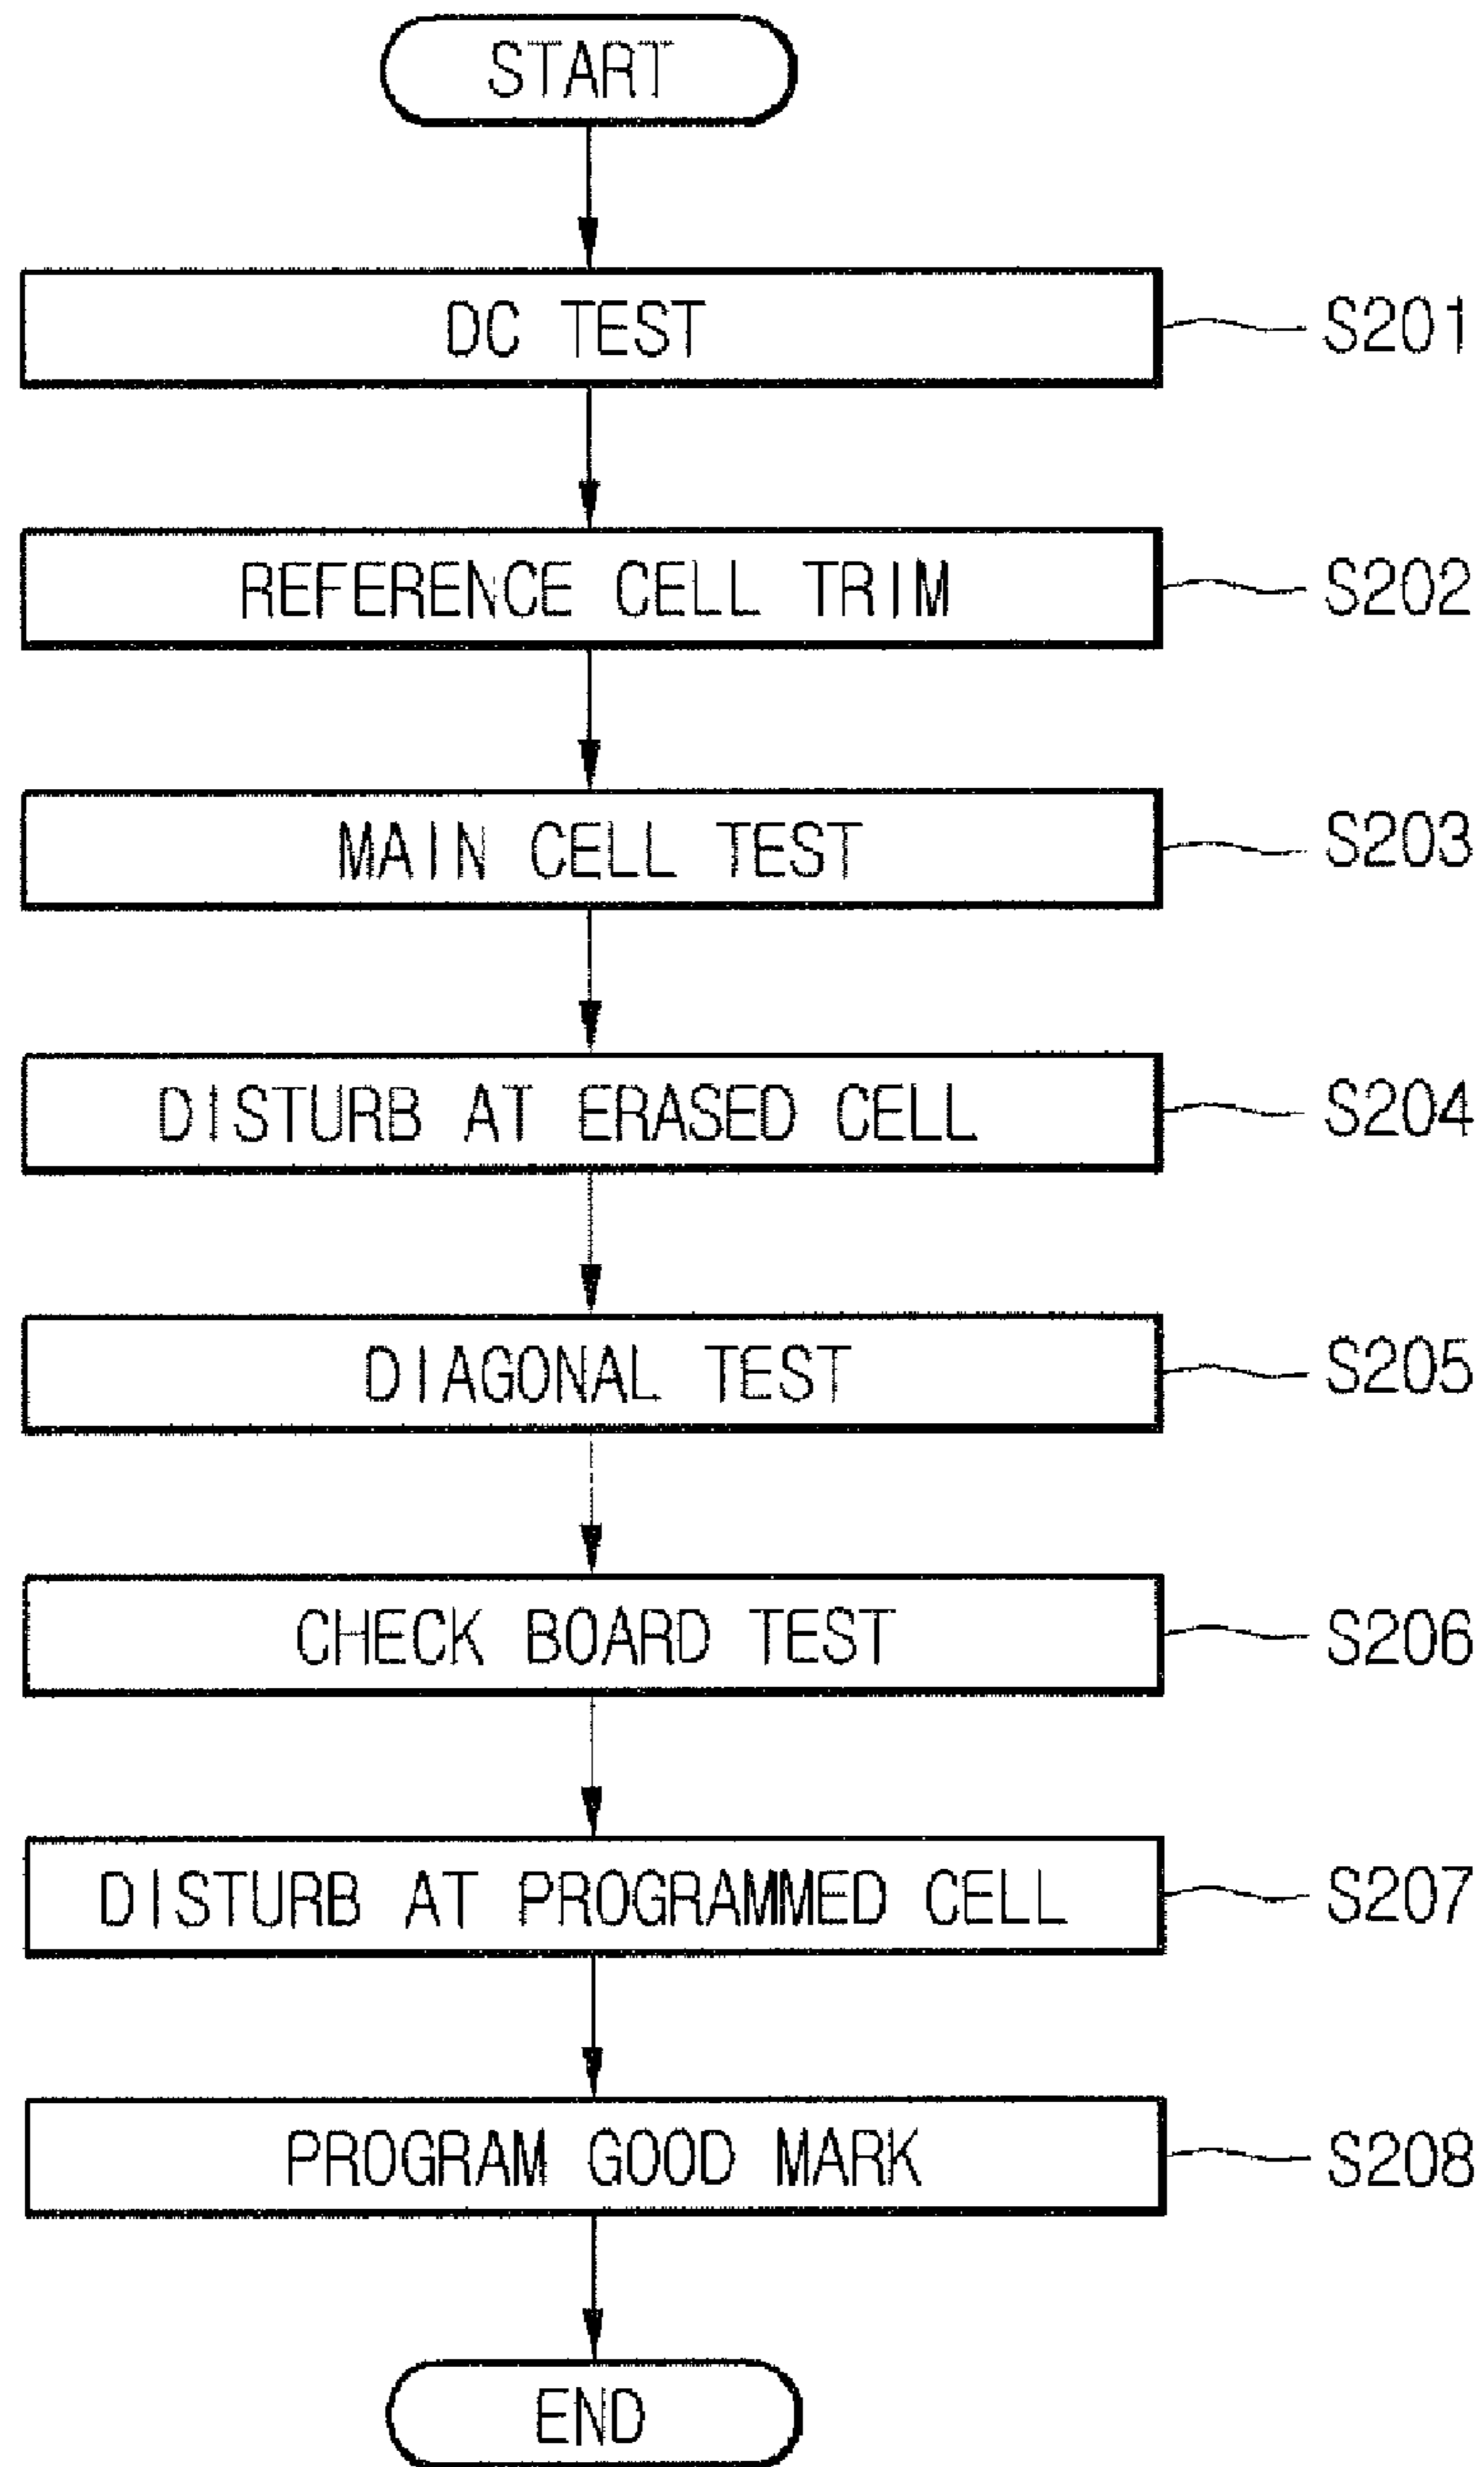 START
DC TEST S201
REFERENCE CELL TRIM S202
MAIN CELL TEST S203
DISTURB AT ERASED CELL S204
DIAGONAL TEST S205
CHECK BOARD TEST S206
DISTURB AT PROGRAMMED CELL S207
PROGRAM GOOD MARK S208
END